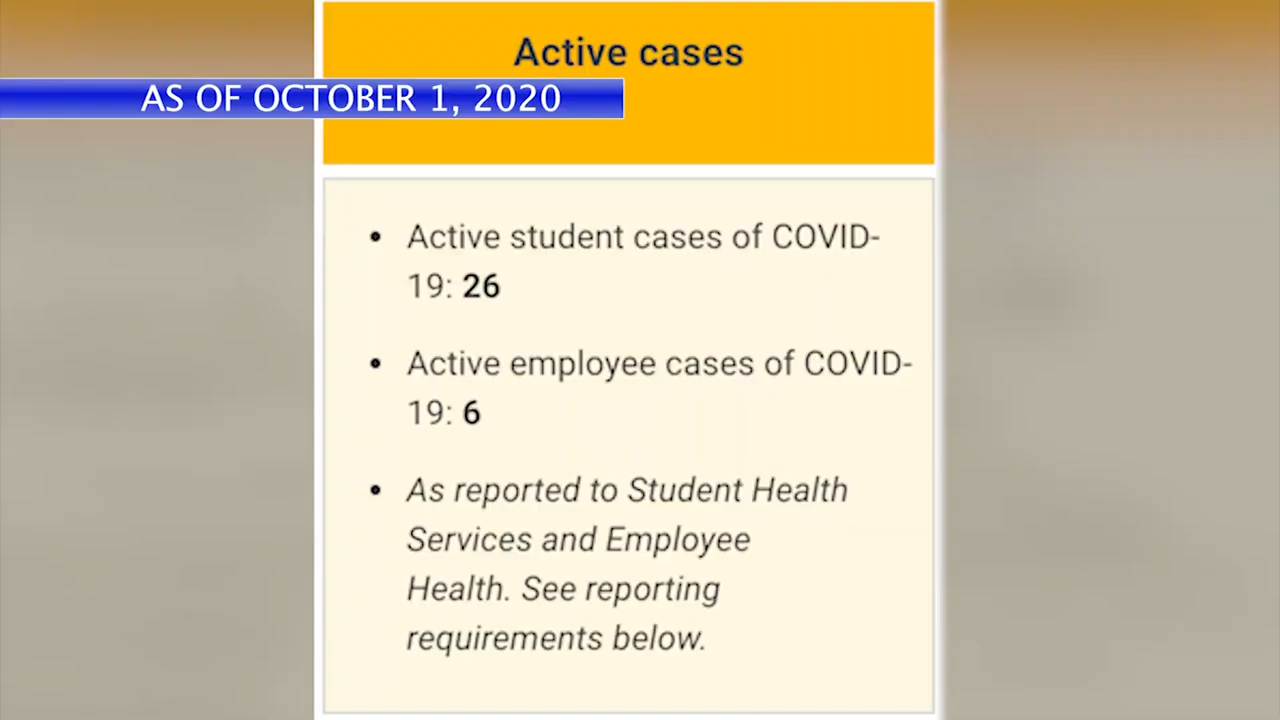 Active cases
AS OF OCTOBER 1, 2020
• Active student cases of COVID-
19: 26
• Active employee cases of COVID-
19: 6
• As reported to Student Health
Services and Employee
Health. See reporting
requirements below.